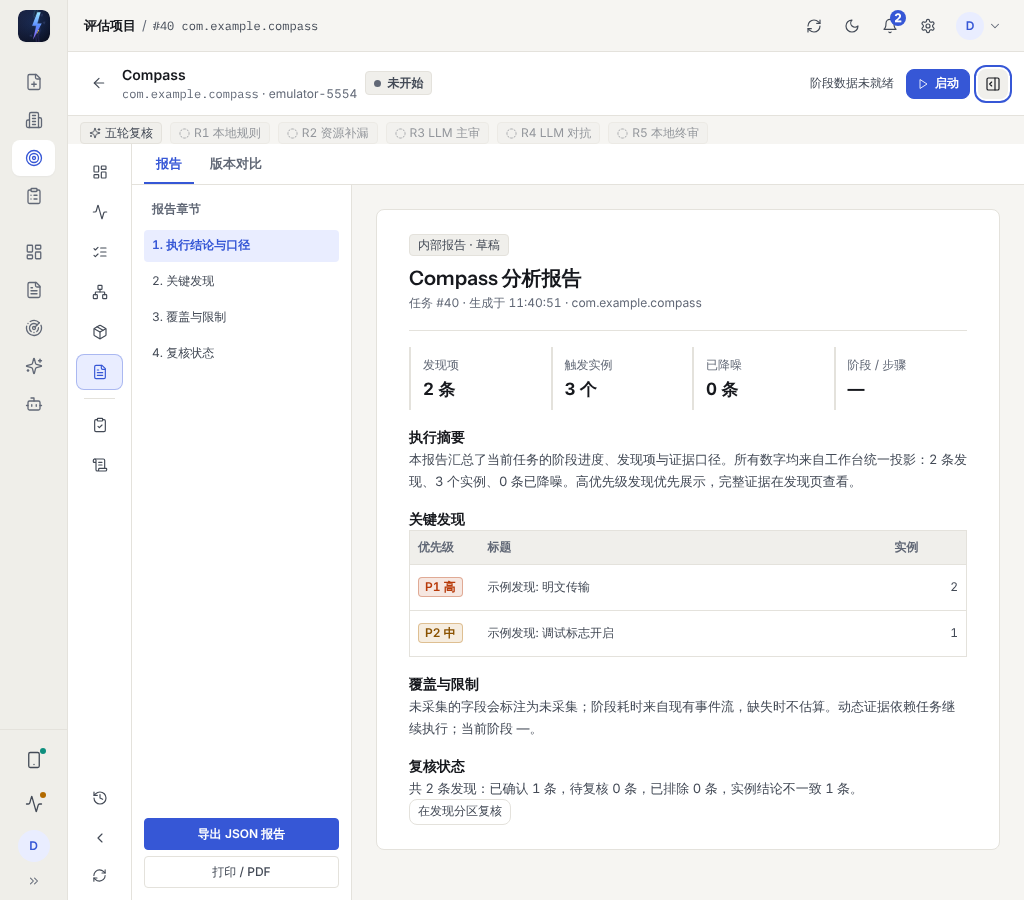 评估项目 / #40 com.example.compass
2
D
Compass
com.example.compass · emulator-5554
未开始
阶段数据未就绪
启动
五轮复核
R1 本地规则
R2 资源补漏
R3 LLM 主审
R4 LLM 对抗
R5 本地终审
报告
版本对比
报告章节
1. 执行结论与口径
2. 关键发现
3. 覆盖与限制
4. 复核状态
导出 JSON 报告
打印 / PDF
D
内部报告 · 草稿
Compass 分析报告
任务 #40 · 生成于 11:40:51 · com.example.compass
发现项
2 条
触发实例
3 个
已降噪
0 条
阶段 / 步骤
—
执行摘要
本报告汇总了当前任务的阶段进度、发现项与证据口径。所有数字均来自工作台统一投影：2 条发
现、3 个实例、0 条已降噪。高优先级发现优先展示，完整证据在发现页查看。
关键发现
优先级 标题 实例
P1 高 示例发现: 明文传输 2
P2 中 示例发现: 调试标志开启 1
覆盖与限制
未采集的字段会标注为未采集；阶段耗时来自现有事件流，缺失时不估算。动态证据依赖任务继
续执行；当前阶段 —。
复核状态
共 2 条发现：已确认 1 条，待复核 0 条，已排除 0 条，实例结论不一致 1 条。
在发现分区复核